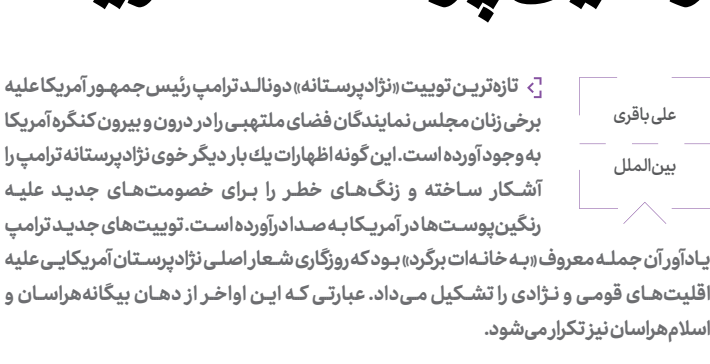 علی باقری
بین‌الملل
تازه‌ترین توییت «نژادپرستانه» دونالد ترامپ رئیس جمهور آمریکا علیه
برخی زنان مجلس نمایندگان فضای ملتهبی را در درون و بیرون کنگره آمریکا
به وجود آورده است. این گونه اظهارات یك بار دیگر خوی نژادپرستانه ترامپ را
آشکار ساخته و زنگ‌های خطر را برای خصومت‌های جدید علیه
رنگین‌پوست‌ها در آمریکا به صدا درآورده است. توییت‌های جدید ترامپ
یادآور آن جمله معروف «به خانه‌ات برگرد» بود که روزگاری شعار اصلی نژادپرستان آمریکایی علیه
اقلیت‌های قومی و نژادی را تشکیل می‌داد. عبارتی که این اواخر از دهان بیگانه‌هراسان و
اسلام‌هراسان نیز تکرار می‌شود.